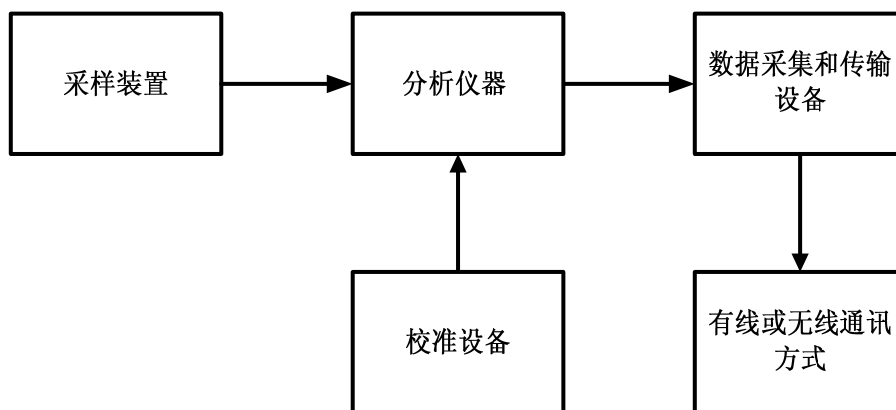 采样装置
分析仪器
数据采集和传输
设备
校准设备
有线或无线通讯
方式